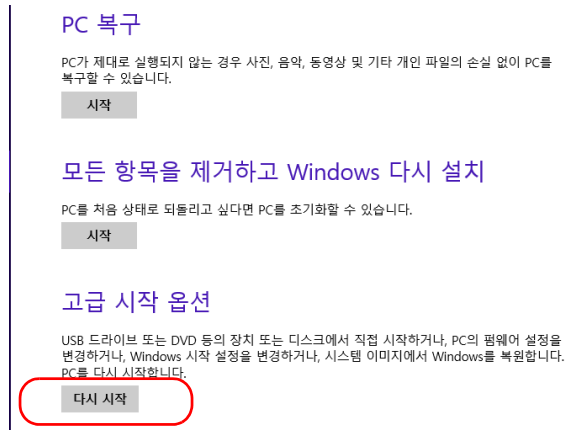 PC 복구
PC가 제대로 실행되지 않는 경우 사진, 음악, 동영상 및 기타 개인 파일의 손실 없이 PC를
복구할 수 있습니다.
시작
모든 항목을 제거하고 Windows 다시 설치
PC를 처음 상태로 되돌리고 싶다면 PC를 초기화할 수 있습니다.
시작
고급 시작 옵션
USB 드라이브 또는 DVD 등의 장치 또는 디스크에서 직접 시작하거나, PC의 펌웨어 설정을
변경하거나, Windows 시작 설정을 변경하거나, 시스템 이미지에서 Windows를 복원합니다.
PC를 다시 시작합니다.
다시 시작